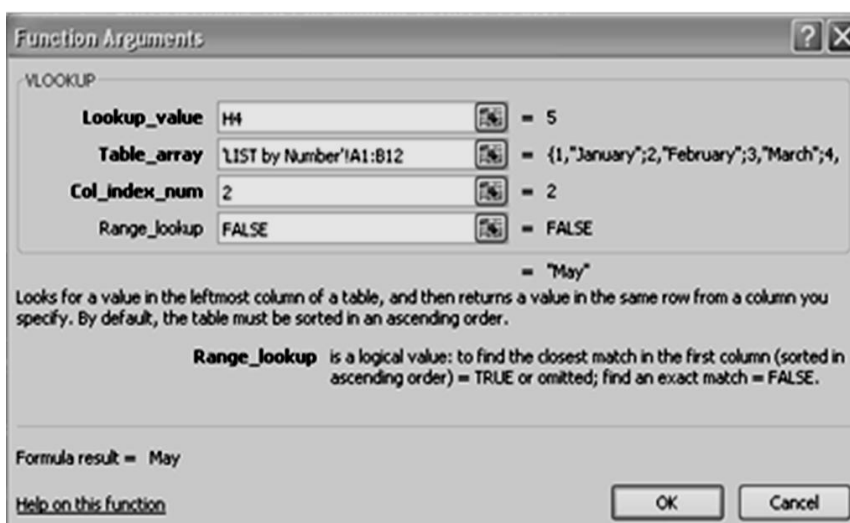 Function Arguments
VLOOKUP
Lookup_value H4 = 5
Table_array 'LIST by Number'!A1:B12 = {1,"January";2,"February";3,"March";4,
Col_index_num 2 = 2
Range_lookup FALSE = FALSE
= "May"
Looks for a value in the leftmost column of a table, and then returns a value in the same row from a column you
specify. By default, the table must be sorted in an ascending order.
Range_lookup is a logical value: to find the closest match in the first column (sorted in
ascending order) = TRUE or omitted; find an exact match = FALSE.
Formula result = May
Help on this function
OK
Cancel